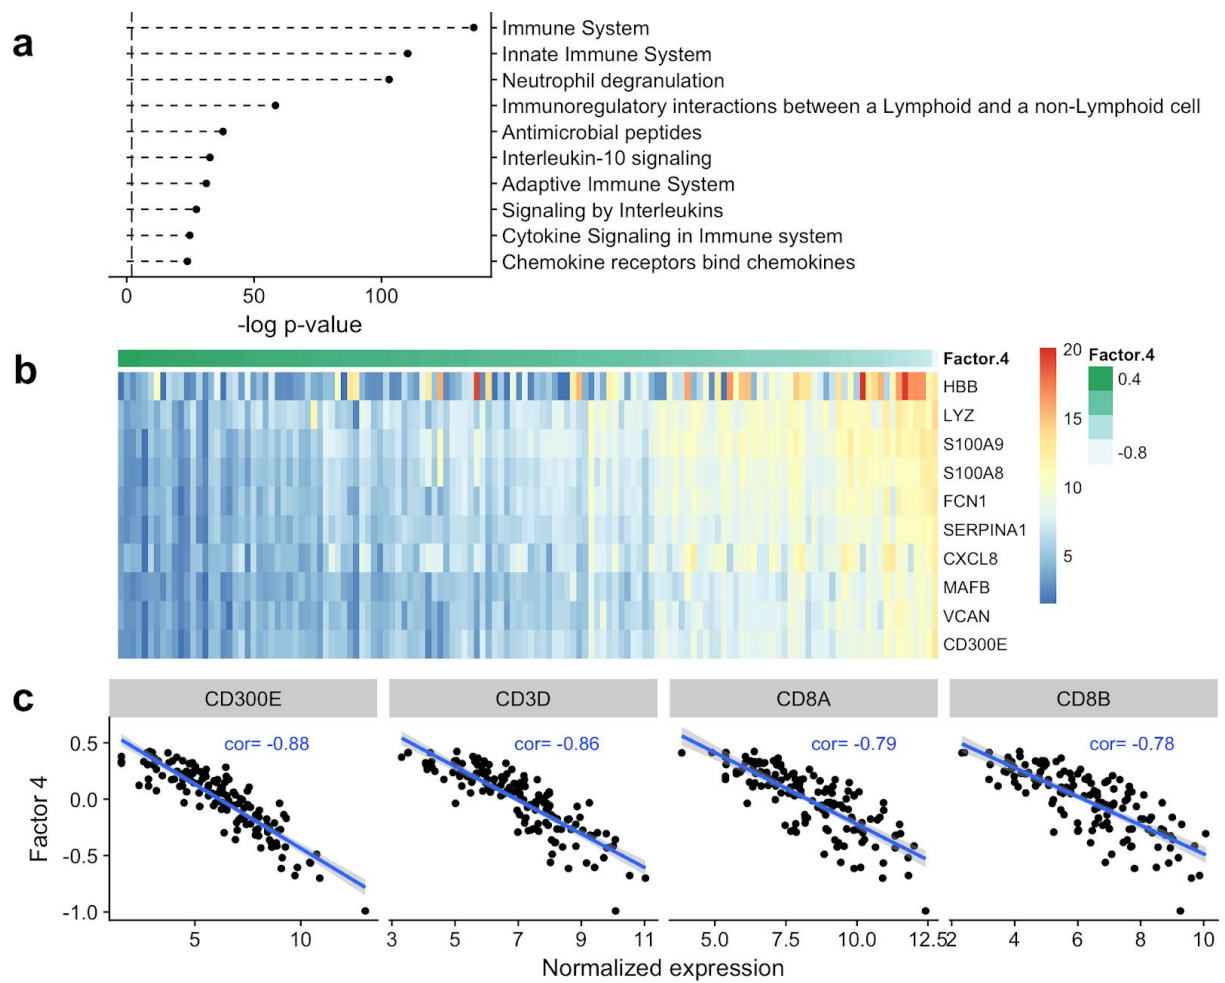 a
Immune System
Innate Immune System
Neutrophil degranulation
Immunoregulatory interactions between a Lymphoid and a non-Lymphoid cell
Antimicrobial peptides
Interleukin-10 signaling
Adaptive Immune System
Signaling by Interleukins
Cytokine Signaling in Immune system
Chemokine receptors bind chemokines
0 50 100
-log p-value
b
Factor.4
HBB
LYZ
S100A9
S100A8
FCN1
SERPINA1
CXCL8
MAFB
VCAN
CD300E
20
15
10
5
Factor.4
0.4
-0.8
c
CD300E CD3D CD8A CD8B
cor= -0.88 cor= -0.86 cor= -0.79 cor= -0.78
Factor 4
0.5
0.0
-0.5
-1.0
5 10 3 5 7 9 11 5.0 7.5 10.0 12.5 2 4 6 8 10
Normalized expression